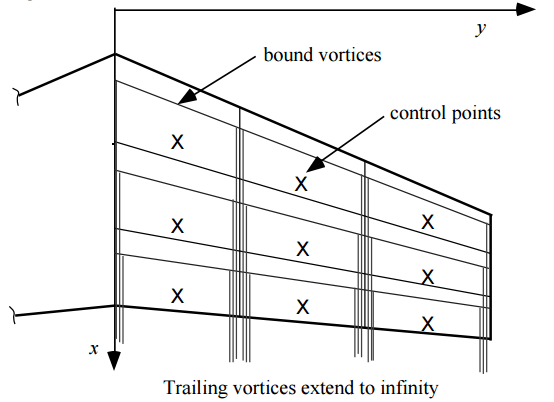 y
bound vortices
control points
X
X
X
X
X
X
X
X
X
x
Trailing vortices extend to infinity